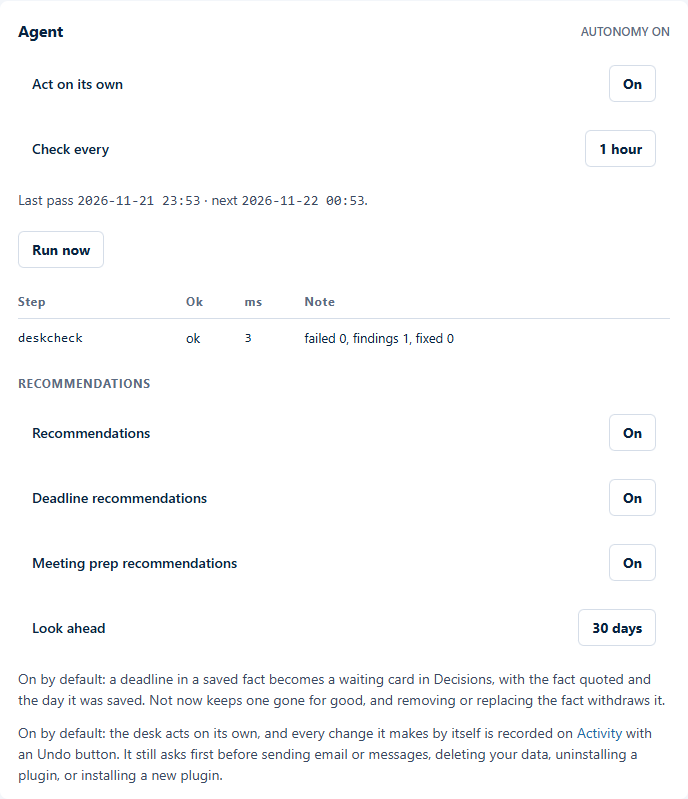 Agent AUTONOMY ON
Act on its own On
Check every 1 hour
Last pass 2026-11-21 23:53 · next 2026-11-22 00:53.
Run now
Step Ok ms Note
deskcheck ok 3 failed 0, findings 1, fixed 0
RECOMMENDATIONS
Recommendations On
Deadline recommendations On
Meeting prep recommendations On
Look ahead 30 days
On by default: a deadline in a saved fact becomes a waiting card in Decisions, with the fact quoted and
the day it was saved. Not now keeps one gone for good, and removing or replacing the fact withdraws it.
On by default: the desk acts on its own, and every change it makes by itself is recorded on Activity with
an Undo button. It still asks first before sending email or messages, deleting your data, uninstalling a
plugin, or installing a new plugin.